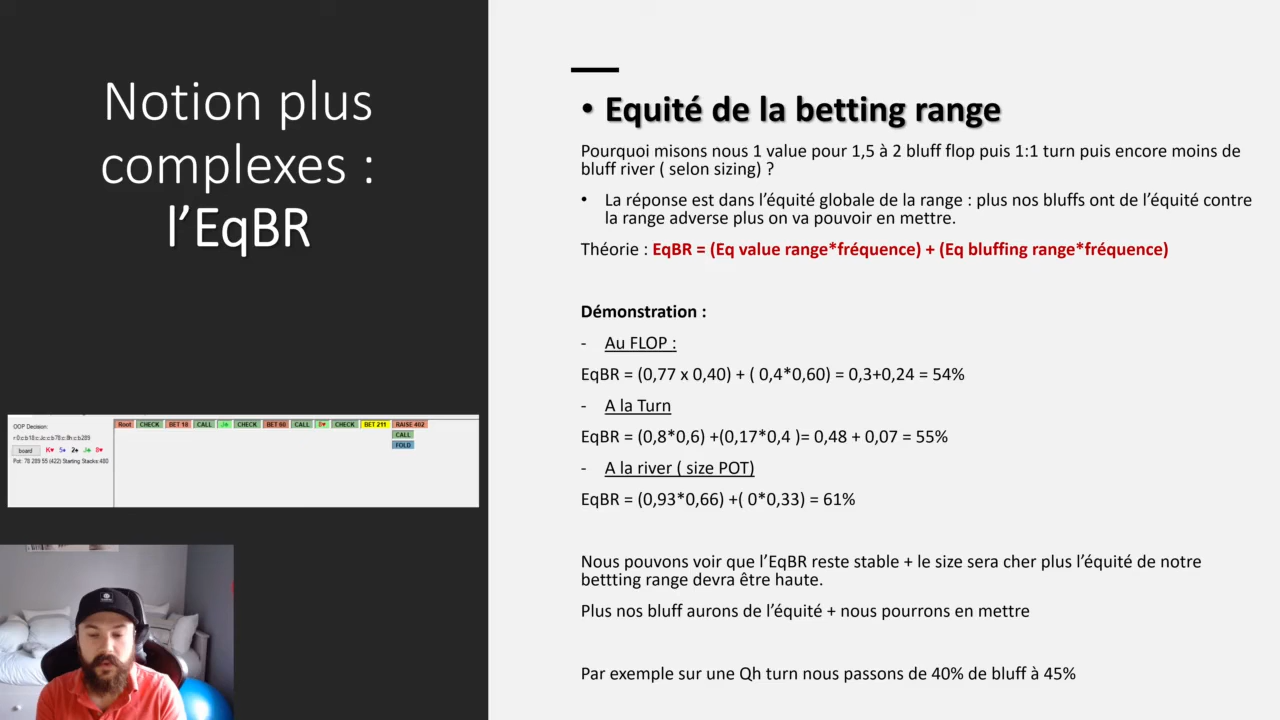 Notion plus
complexes :
l'EqBR
• Equité de la betting range
Pourquoi misons nous 1 value pour 1,5 à 2 bluff flop puis 1:1 turn puis encore moins de
bluff river ( selon sizing) ?
• La réponse est dans l'équité globale de la range : plus nos bluffs ont de l'équité contre
la range adverse plus on va pouvoir en mettre.
Théorie : EqBR = (Eq value range*fréquence) + (Eq bluffing range*fréquence)
Démonstration :
- Au FLOP :
EqBR = (0,77 x 0,40) + ( 0,4*0,60) = 0,3+0,24 = 54%
- A la Turn
EqBR = (0,8*0,6) +(0,17*0,4 )= 0,48 + 0,07 = 55%
- A la river ( size POT)
EqBR = (0,93*0,66) +( 0*0,33) = 61%
Nous pouvons voir que l'EqBR reste stable + le size sera cher plus l'équité de notre
bettting range devra être haute.
Plus nos bluff aurons de l'équité + nous pourrons en mettre
Par exemple sur une Qh turn nous passons de 40% de bluff à 45%
OOP Decision:
board
Pot: 78 289 55 (422) Starting Stacks:480
Root CHECK BET 18 CALL BET 60 CALL CHECK BET 211 RAISE 402
CALL
FOLD